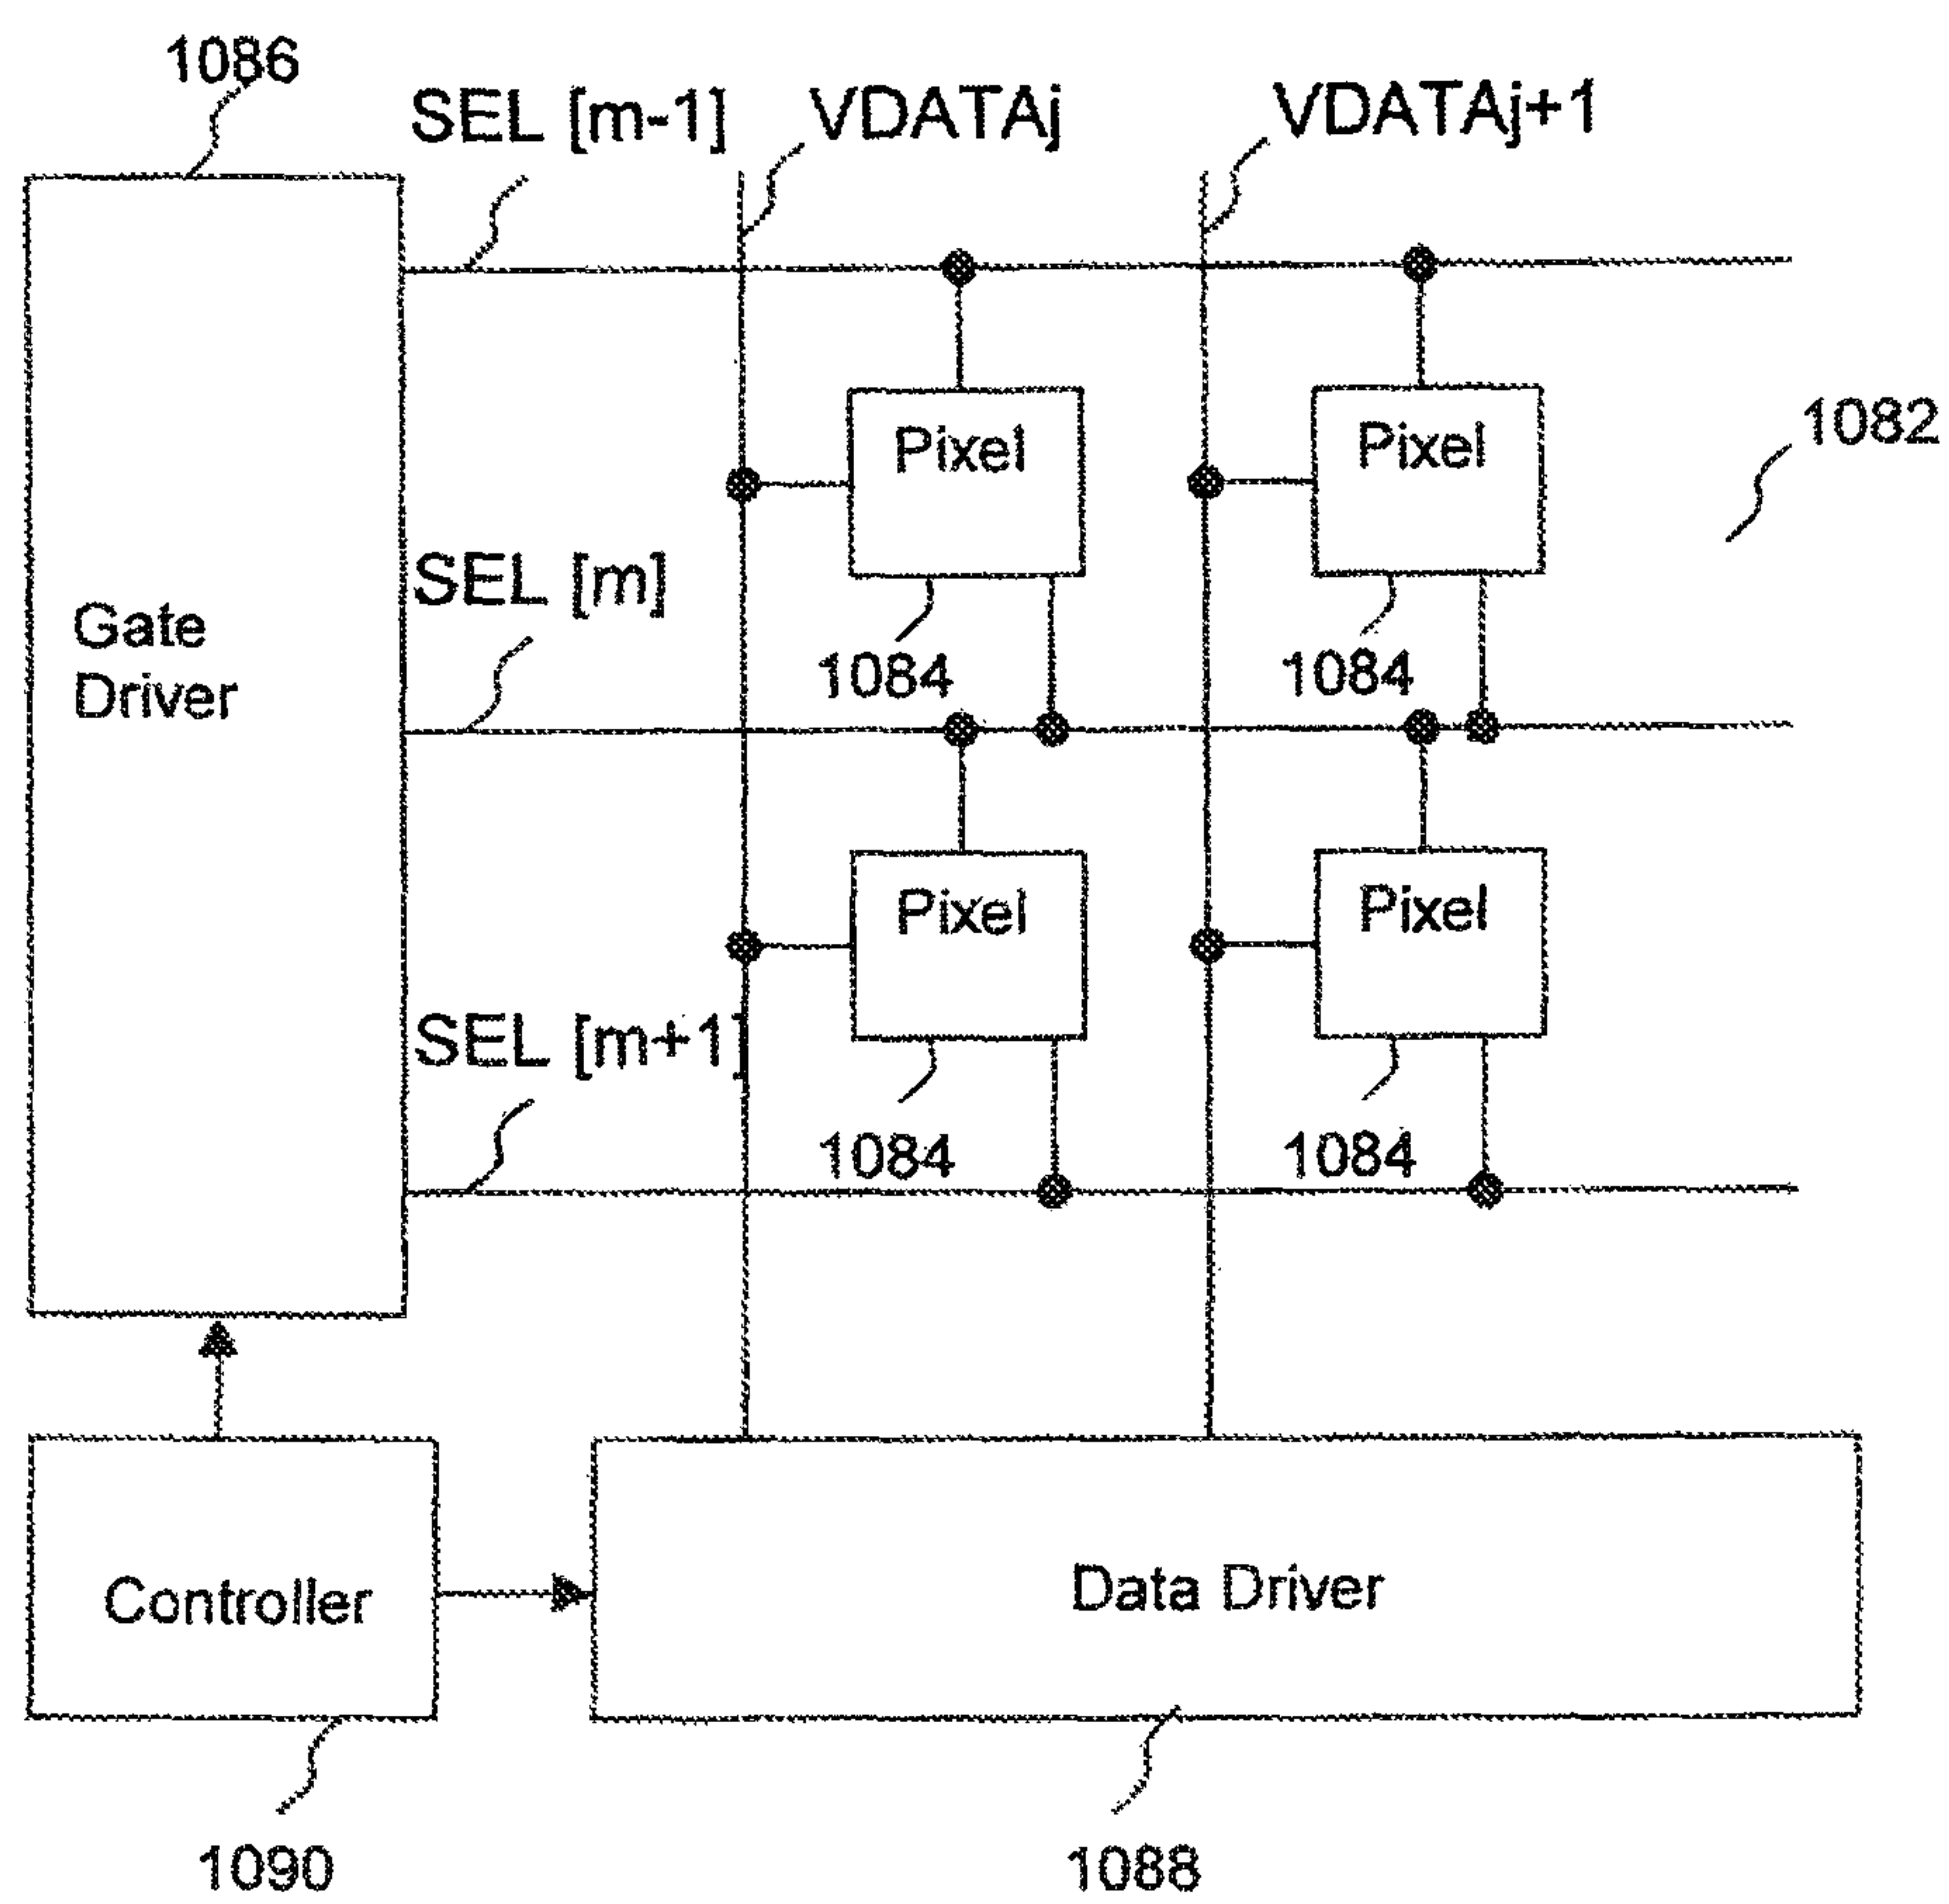 1086
SEL [m-1]
VDATAj
VDATAj+1
Pixel
Pixel
1082
SEL [m]
Gate
Driver
1084
1084
Pixel
Pixel
SEL [m+1]
1084
1084
Controller
Data Driver
1090
1088